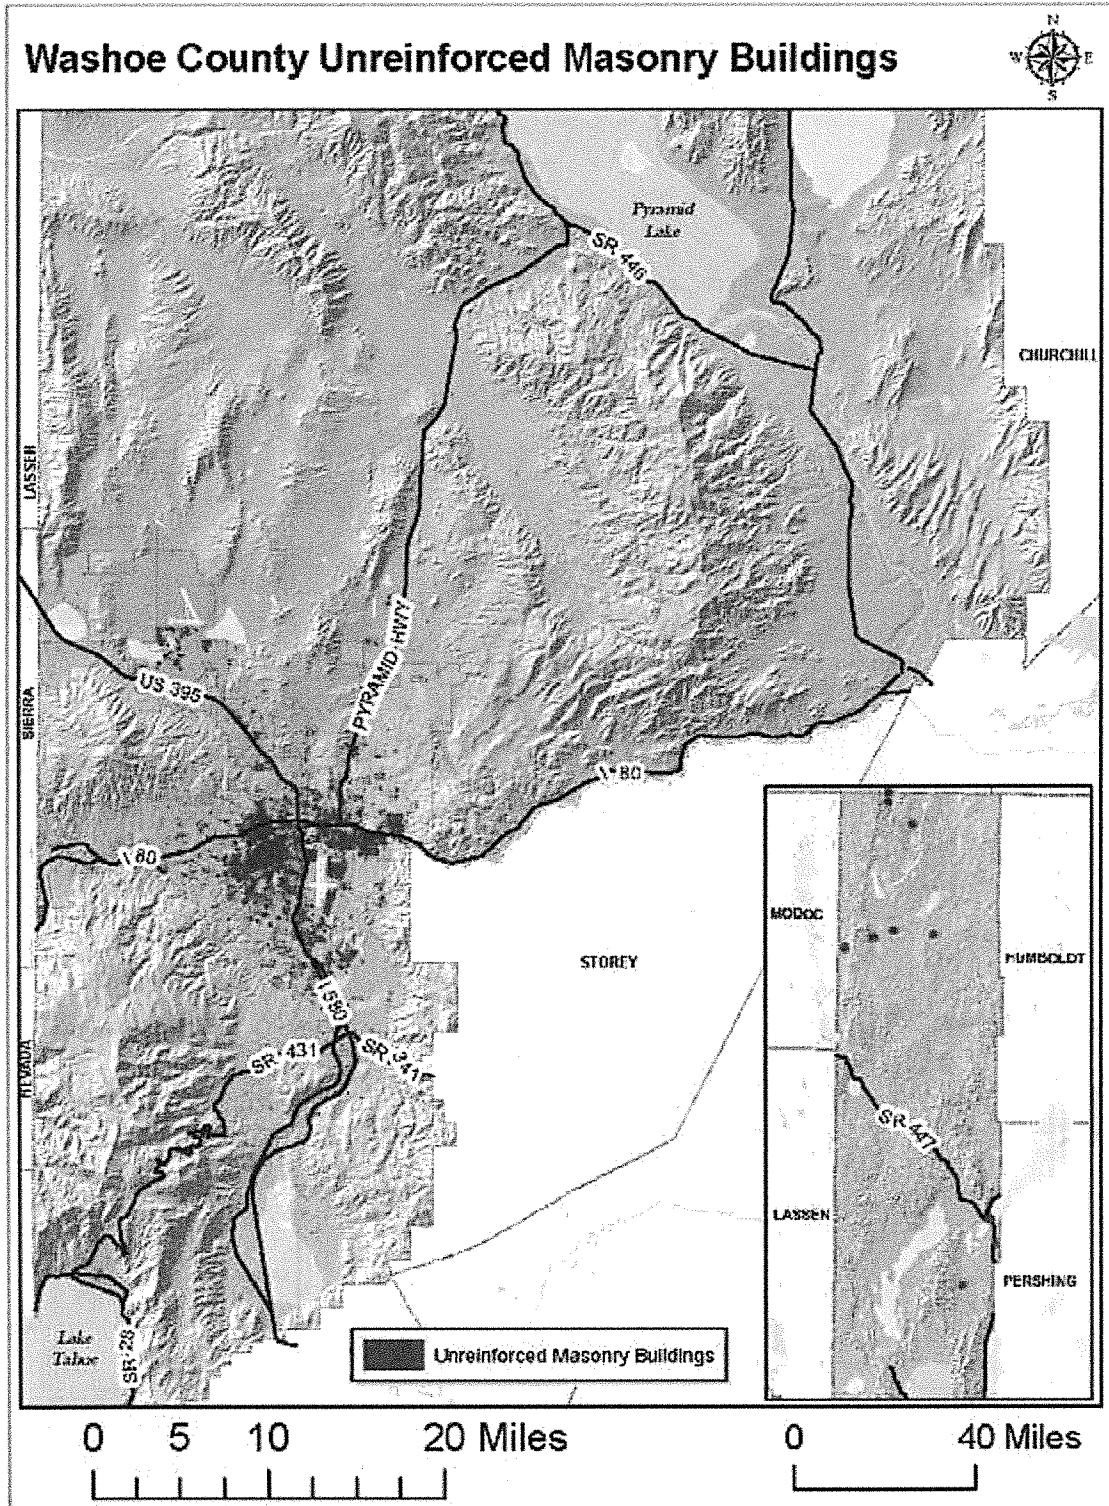 N
Washoe County Unreinforced Masonry Buildings
W
E
S
Pyramid
Lake
SR 446
CHURCHILL
LASSEN
PYRAMID HWY
US 395
SIERRA
I-80
I 80
MODOC
STOREY
HUMBOLDT
I-580
SR 431
SR 341
NEVADA
SR 447
LASSEN
PERSHING
Lake
Tahoe
SR 28
Unreinforced Masonry Buildings
0 5 10 20 Miles
0 40 Miles